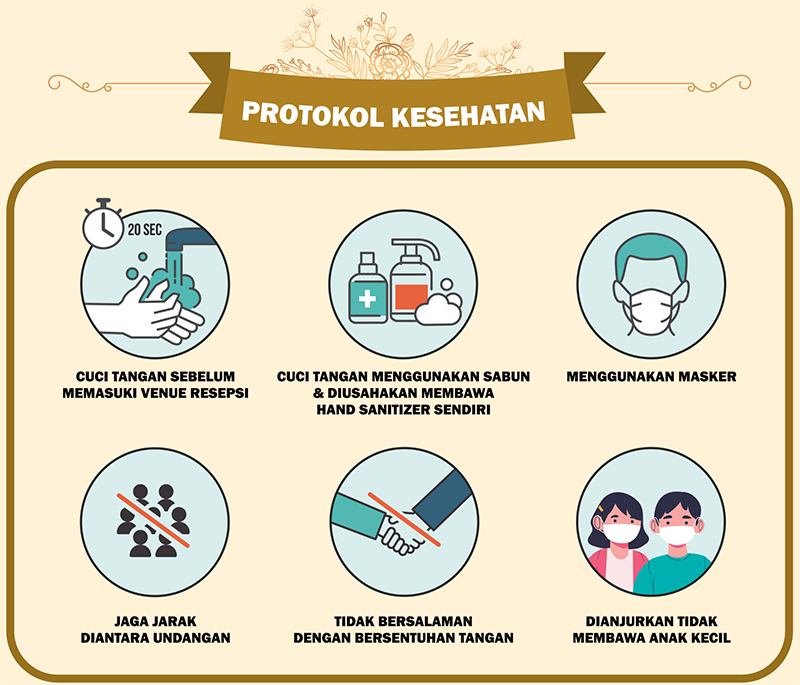 PROTOKOL KESEHATAN
20 SEC
CUCI TANGAN SEBELUM
MEMASUKI VENUE RESEPSI
CUCI TANGAN MENGGUNAKAN SABUN
& DIUSAHAKAN MEMBAWA
HAND SANITIZER SENDIRI
MENGGUNAKAN MASKER
JAGA JARAK
DIANTARA UNDANGAN
TIDAK BERSALAMAN
DENGAN BERSENTUHAN TANGAN
DIANJURKAN TIDAK
MEMBAWA ANAK KECIL